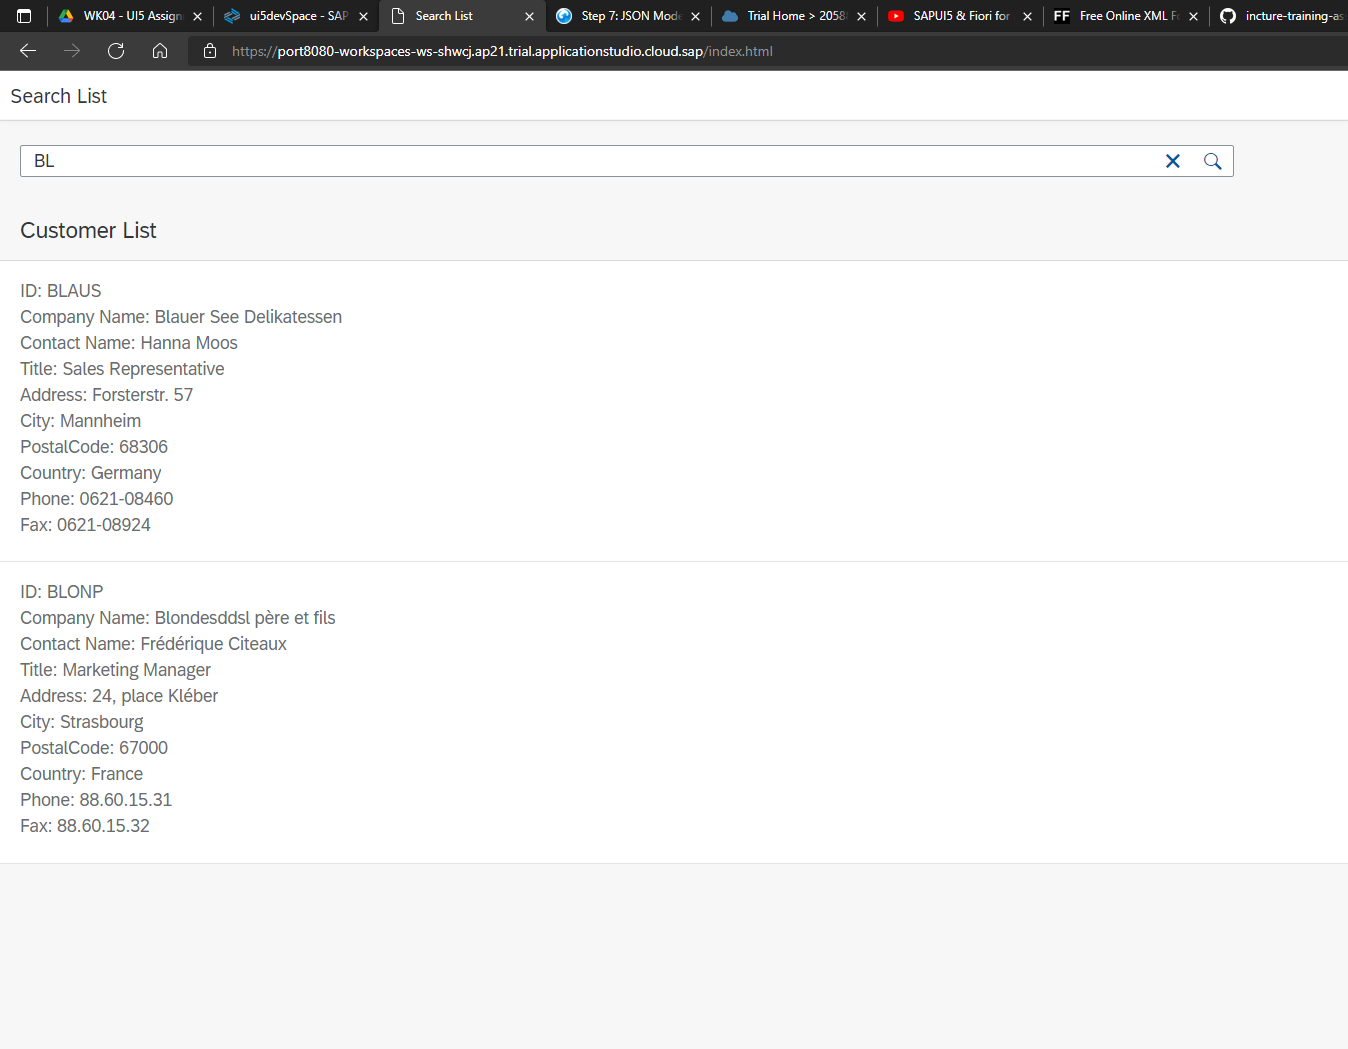 WK04 - UI5 Assign
ui5devSpace - SAP
Search List
Step 7: JSON Mode
Trial Home > 2058
SAPUI5 & Fiori for
FF Free Online XML Fo
incture-training-as
https://port8080-workspaces-ws-shwcj.ap21.trial.applicationstudio.cloud.sap/index.html
Search List
BL
Customer List
ID: BLAUS
Company Name: Blauer See Delikatessen
Contact Name: Hanna Moos
Title: Sales Representative
Address: Forsterstr. 57
City: Mannheim
PostalCode: 68306
Country: Germany
Phone: 0621-08460
Fax: 0621-08924
ID: BLONP
Company Name: Blondesddsl père et fils
Contact Name: Frédérique Citeaux
Title: Marketing Manager
Address: 24, place Kléber
City: Strasbourg
PostalCode: 67000
Country: France
Phone: 88.60.15.31
Fax: 88.60.15.32